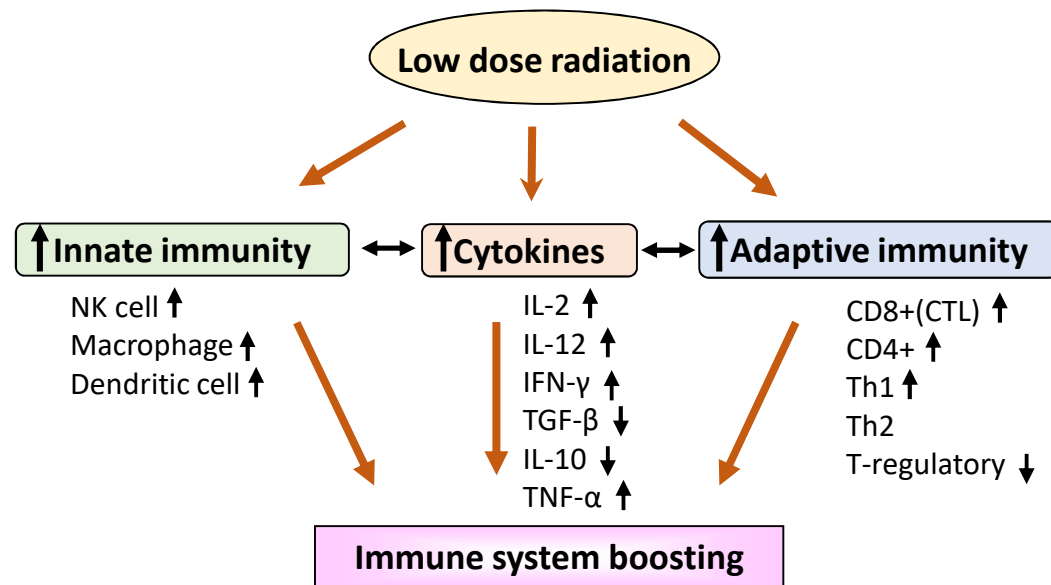 Low dose radiation
Innate immunity
Cytokines
Adaptive immunity
NK cell
Macrophage
Dendritic cell
IL-2
IL-12
IFN-γ
TGF-β
IL-10
TNF-α
CD8+(CTL)
CD4+
Th1
Th2
T-regulatory
Immune system boosting